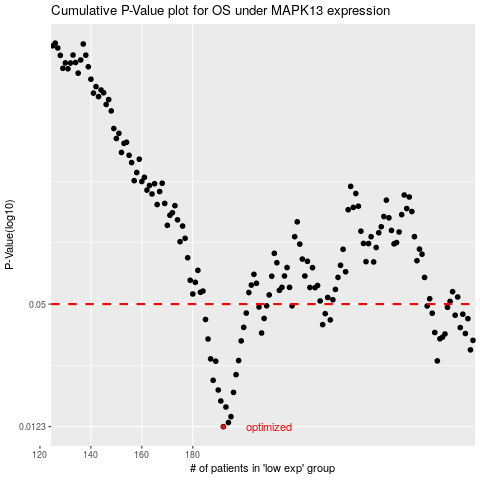 Cumulative P-Value plot for OS under MAPK13 expression
P-Value(log10)
0.05
0.0123
optimized
120 140 160 180
# of patients in 'low exp' group